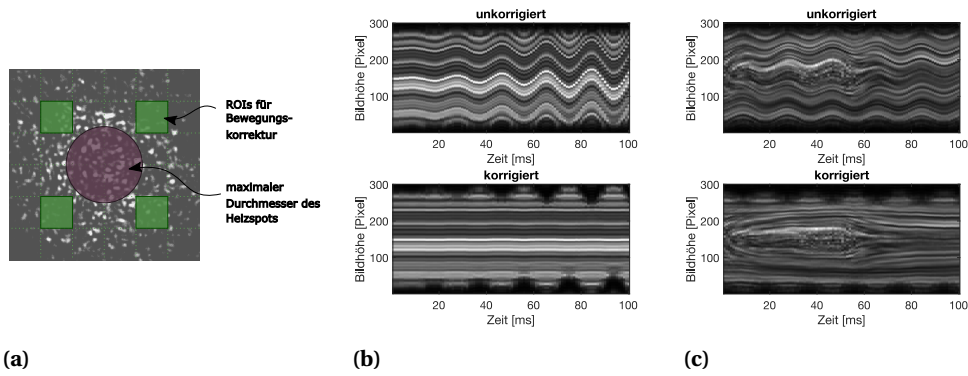 ROIs für
Bewegungs-
korrektur
maximaler
Durchmesser des
Heizspots
(a)
unkorrigiert
Bildhöhe [Pixel]
300
200
100
20 40 60 80 100
Zeit [ms]
korrigiert
Bildhöhe [Pixel]
300
200
100
20 40 60 80 100
Zeit [ms]
(b)
unkorrigiert
Bildhöhe [Pixel]
300
200
100
20 40 60 80 100
Zeit [ms]
korrigiert
Bildhöhe [Pixel]
300
200
100
20 40 60 80 100
Zeit [ms]
(c)